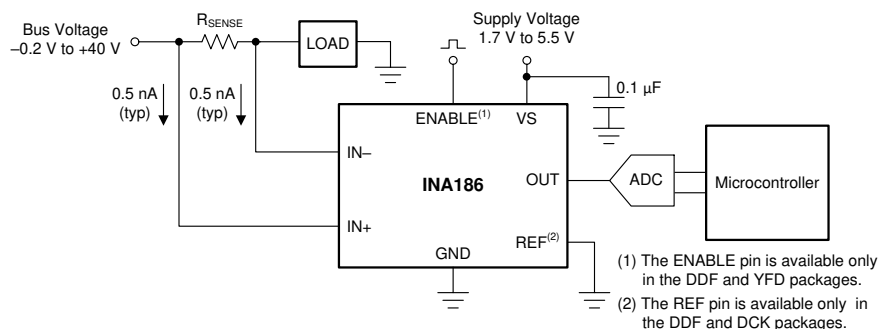 Bus Voltage
–0.2 V to +40 V
RSENSE
LOAD
Supply Voltage
1.7 V to 5.5 V
0.5 nA
(typ)
0.5 nA
(typ)
0.1 µF
ENABLE(1)
VS
IN–
INA186
OUT
ADC
Microcontroller
IN+
REF(2)
GND
(1) The ENABLE pin is available only
in the DDF and YFD packages.
(2) The REF pin is available only in
the DDF and DCK packages.